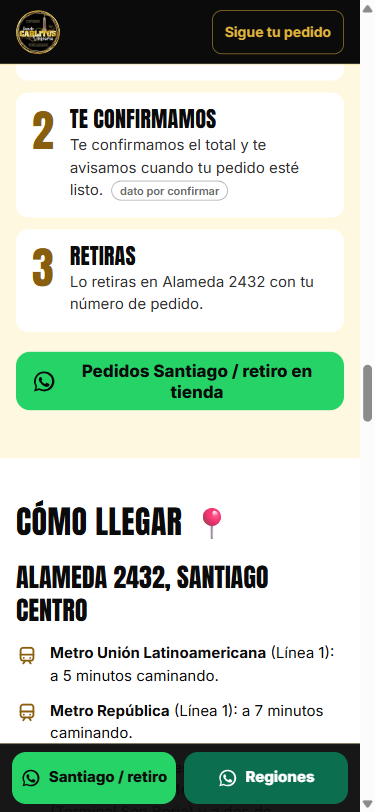 CARLITOS
Sigue tu pedido
2
TE CONFIRMAMOS
Te confirmamos el total y te
avisamos cuando tu pedido esté
listo. dato por confirmar
3
RETIRAS
Lo retiras en Alameda 2432 con tu
número de pedido.
Pedidos Santiago / retiro en
tienda
CÓMO LLEGAR
ALAMEDA 2432, SANTIAGO
CENTRO
Metro Unión Latinoamericana (Línea 1):
a 5 minutos caminando.
Metro República (Línea 1): a 7 minutos
caminando.
Santiago / retiro
Regiones